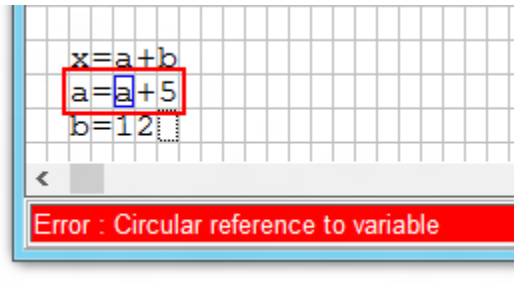 x=a+b
a=a+5
b=12
Error : Circular reference to variable